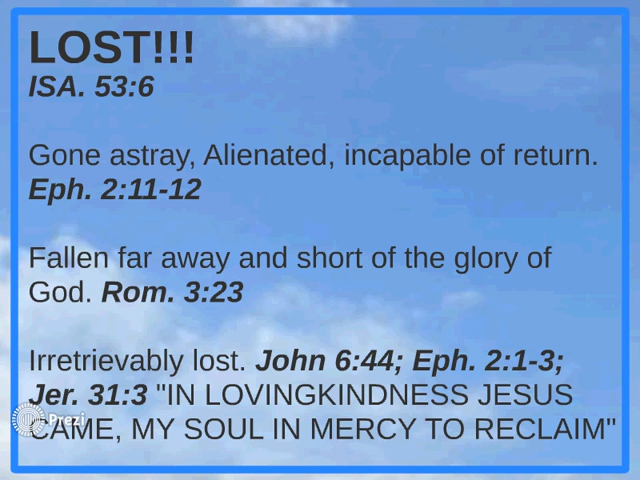 LOST!!!
ISA. 53:6
Gone astray, Alienated, incapable of return.
Eph. 2:11-12
Fallen far away and short of the glory of
God. Rom. 3:23
Irretrievably lost. John 6:44; Eph. 2:1-3;
Jer. 31:3 "IN LOVINGKINDNESS JESUS
Prezi
CAME, MY SOUL IN MERCY TO RECLAIM"